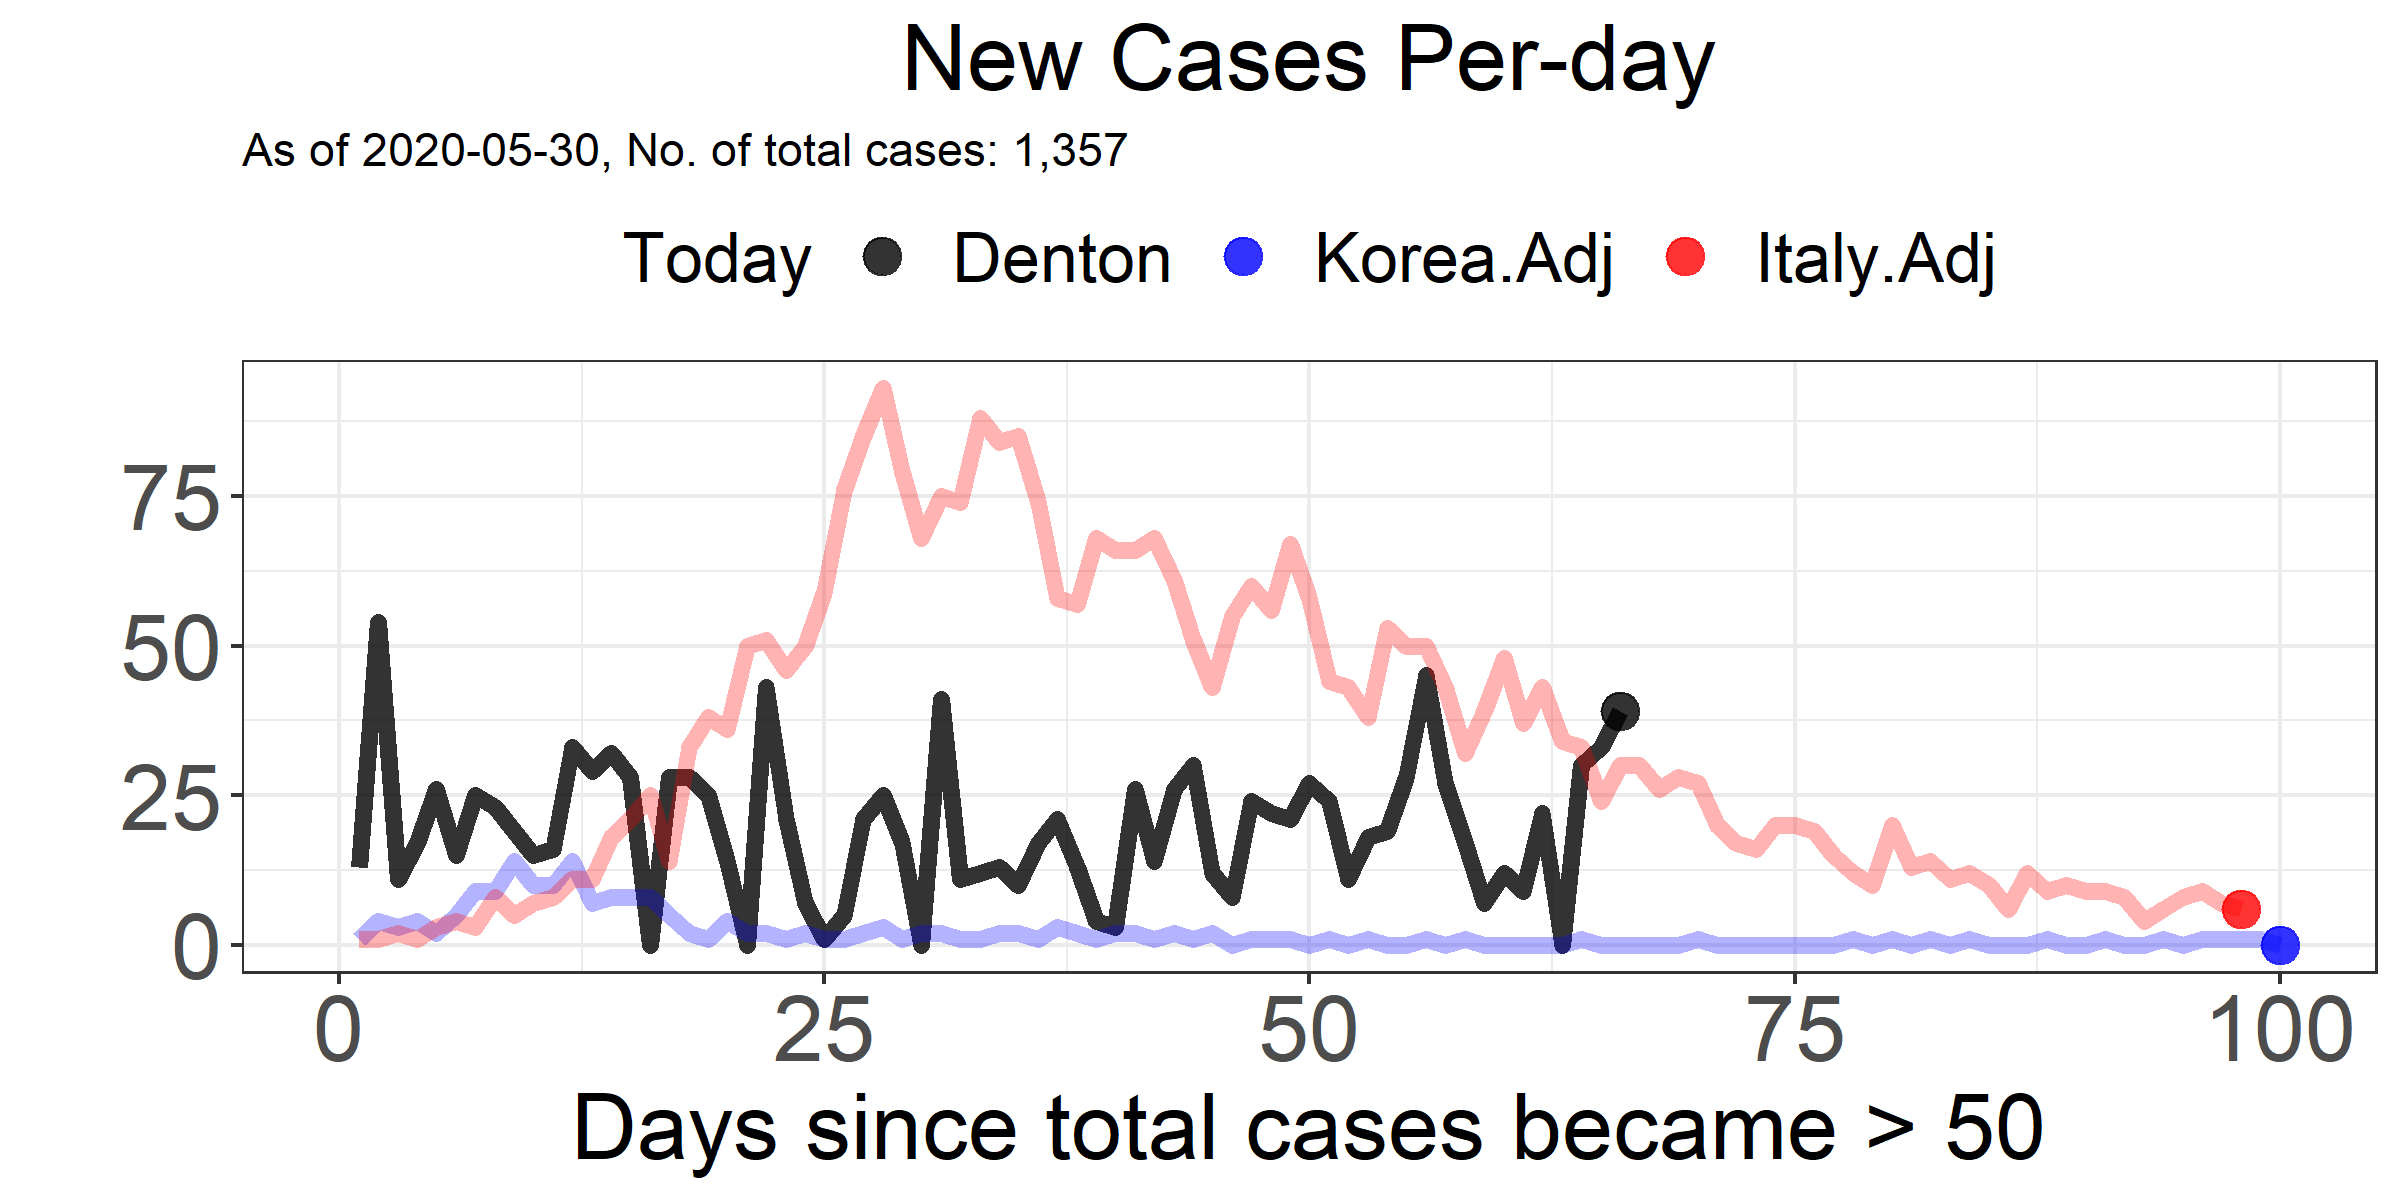 New Cases Per-day
As of 2020-05-30, No. of total cases: 1,357
Today Denton Korea.Adj Italy.Adj
75
50
25
0
0 25 50 75 100
Days since total cases became > 50